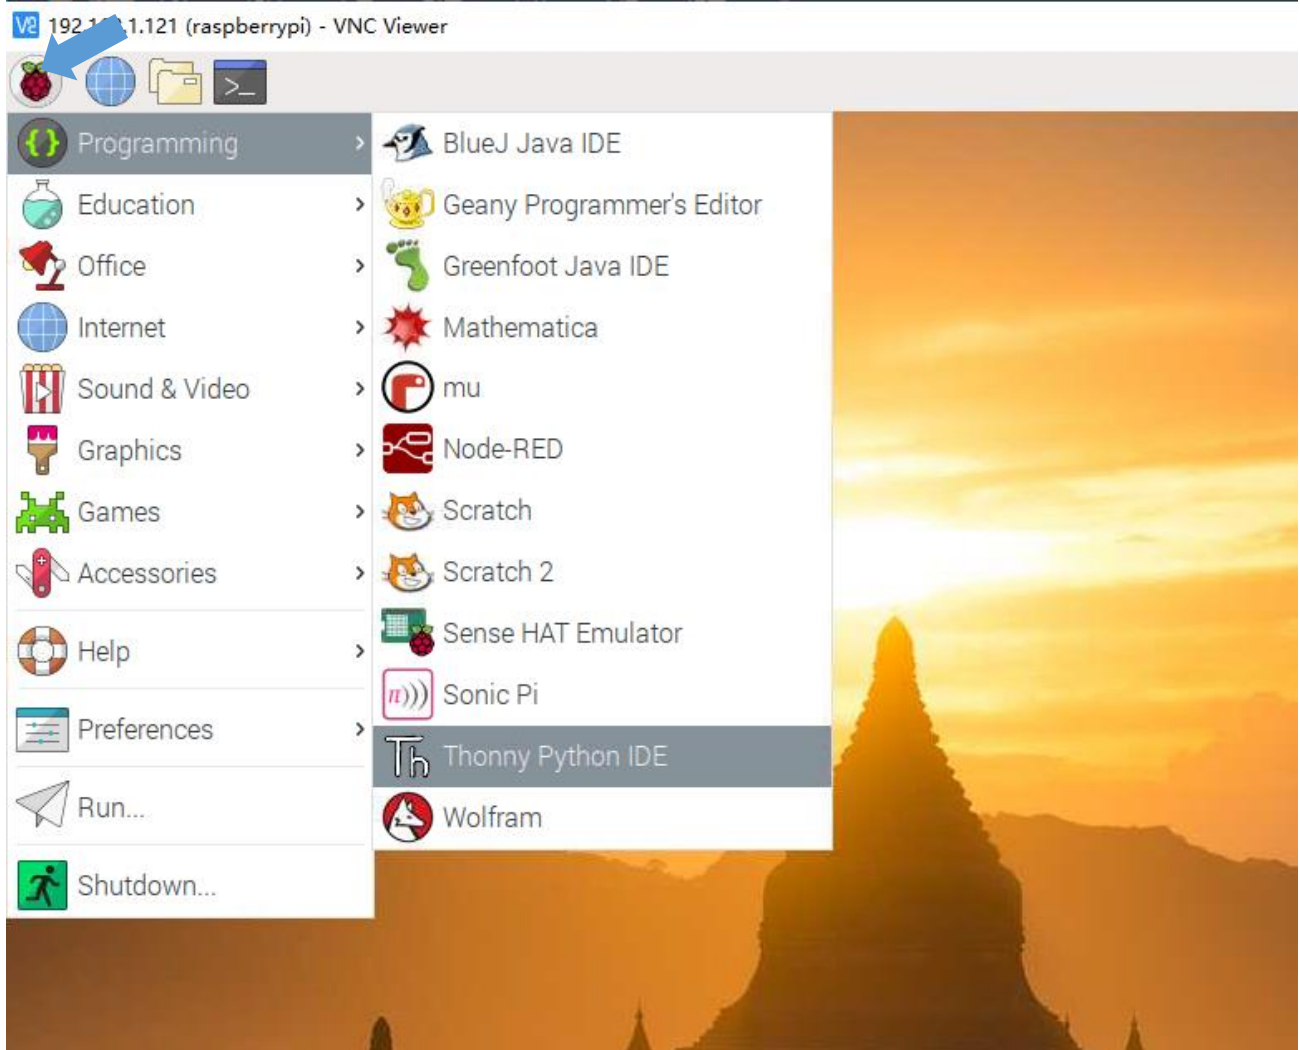 192.1 1.121 (raspberrypi) - VNC Viewer
Programming
Education
Office
Internet
Sound & Video
Graphics
Games
Accessories
Help
Preferences
Run...
Shutdown...
BlueJ Java IDE
Geany Programmer's Editor
Greenfoot Java IDE
Mathematica
mu
Node-RED
Scratch
Scratch 2
Sense HAT Emulator
Sonic Pi
Thonny Python IDE
Wolfram